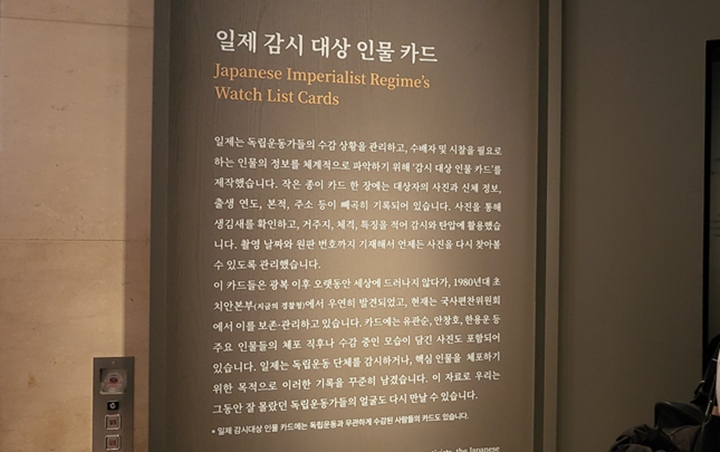 일제 감시 대상 인물 카드
Japanese Imperialist Regime's
Watch List Cards
일제는 독립운동가들의 수감 상황을 관리하고, 수배자 및 시찰을 필요로
하는 인물의 정보를 체계적으로 파악하기 위해 '감시 대상 인물 카드'를
제작했습니다. 작은 종이 카드 한 장에는 대상자의 사진과 신체 정보,
출생 연도, 본적, 주소 등이 빼곡히 기록되어 있습니다. 사진을 통해
생김새를 확인하고, 거주지, 체격, 특징을 적어 감시와 탄압에 활용했습
니다. 촬영 날짜와 원판 번호까지 기재해서 언제든 사진을 다시 찾아볼
수 있도록 관리했습니다.
이 카드들은 광복 이후 오랫동안 세상에 드러나지 않다가, 1980년대 초
치안본부(지금의 경찰청)에서 우연히 발견되었고, 현재는 국사편찬위원회
에서 이를 보존·관리하고 있습니다. 카드에는 유관순, 안창호, 한용운 등
주요 인물들의 체포 직후나 수감 중인 모습이 담긴 사진도 포함되어
있습니다. 일제는 독립운동 단체를 감시하거나, 핵심 인물을 체포하기
위한 목적으로 이러한 기록을 꾸준히 남겼습니다. 이 자료로 우리는
그동안 잘 몰랐던 독립운동가들의 얼굴도 다시 만날 수 있습니다.
* 일제 감시대상 인물 카드에는 독립운동과 무관하게 수감된 사람들의 카드도 있습니다.
the Japanese